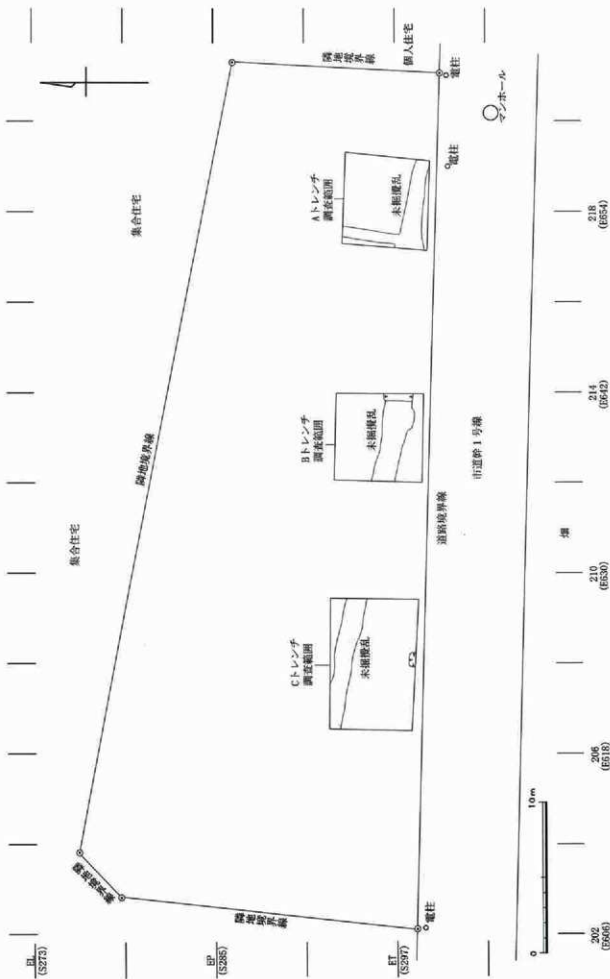 集合住宅
集合住宅
隣地境界線
隣地境界線
隣地境界線
隣地境界線
個人住宅
Aトレンチ
調査範囲
未掘攪乱
Bトレンチ
調査範囲
未掘攪乱
Cトレンチ
調査範囲
未掘攪乱
電柱
電柱
電柱
マンホール
道路境界線
市道幹1号線
畑
EL
(S273)
EP
(S285)
ET
(S297)
202
(E606)
206
(E618)
210
(E630)
214
(E642)
218
(E654)
0
10m